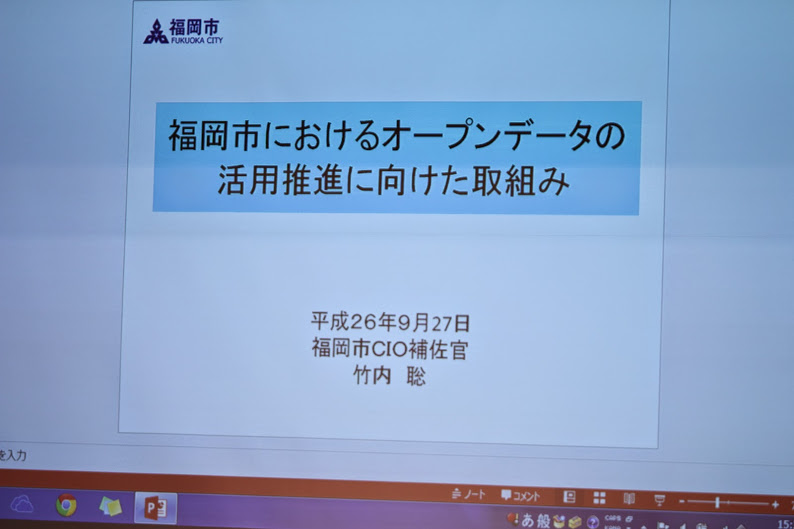 福岡市
FUKUOKA CITY
福岡市におけるオープンデータの
活用推進に向けた取組み
平成26年9月27日
福岡市CIO補佐官
竹内 聡
を入力
ノート コメント
あ 般
CAPS